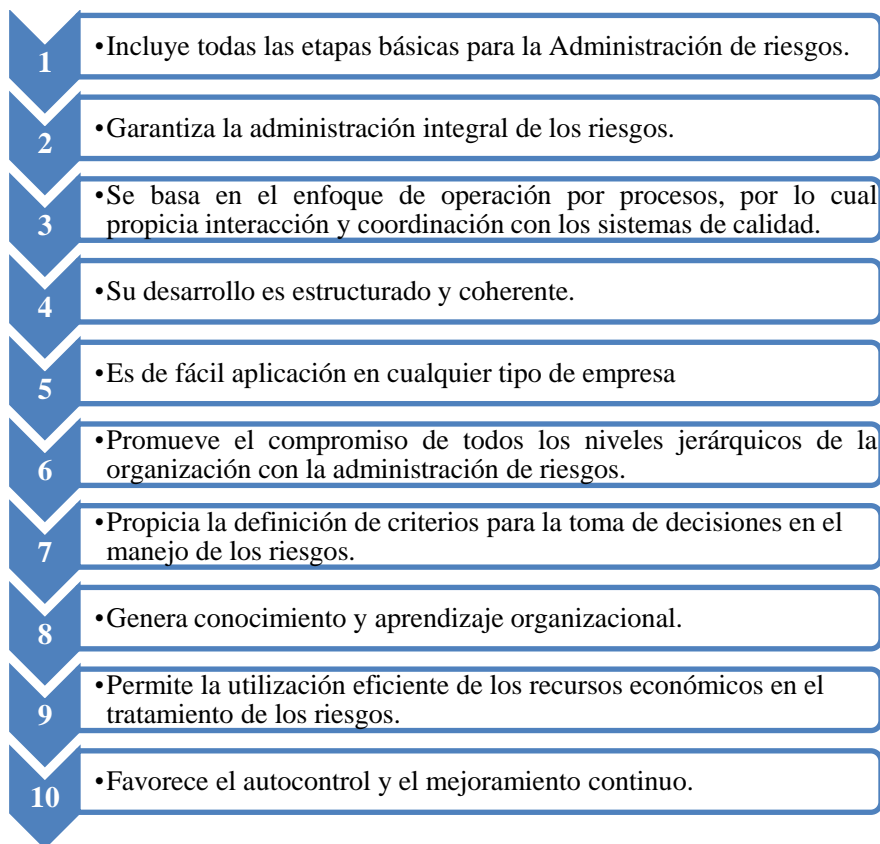 1
•Incluye todas las etapas básicas para la Administración de riesgos.
2
•Garantiza la administración integral de los riesgos.
3
•Se basa en el enfoque de operación por procesos, por lo cual
propicia interacción y coordinación con los sistemas de calidad.
4
•Su desarrollo es estructurado y coherente.
5
•Es de fácil aplicación en cualquier tipo de empresa
6
•Promueve el compromiso de todos los niveles jerárquicos de la
organización con la administración de riesgos.
7
•Propicia la definición de criterios para la toma de decisiones en el
manejo de los riesgos.
8
•Genera conocimiento y aprendizaje organizacional.
9
•Permite la utilización eficiente de los recursos económicos en el
tratamiento de los riesgos.
10
•Favorece el autocontrol y el mejoramiento continuo.